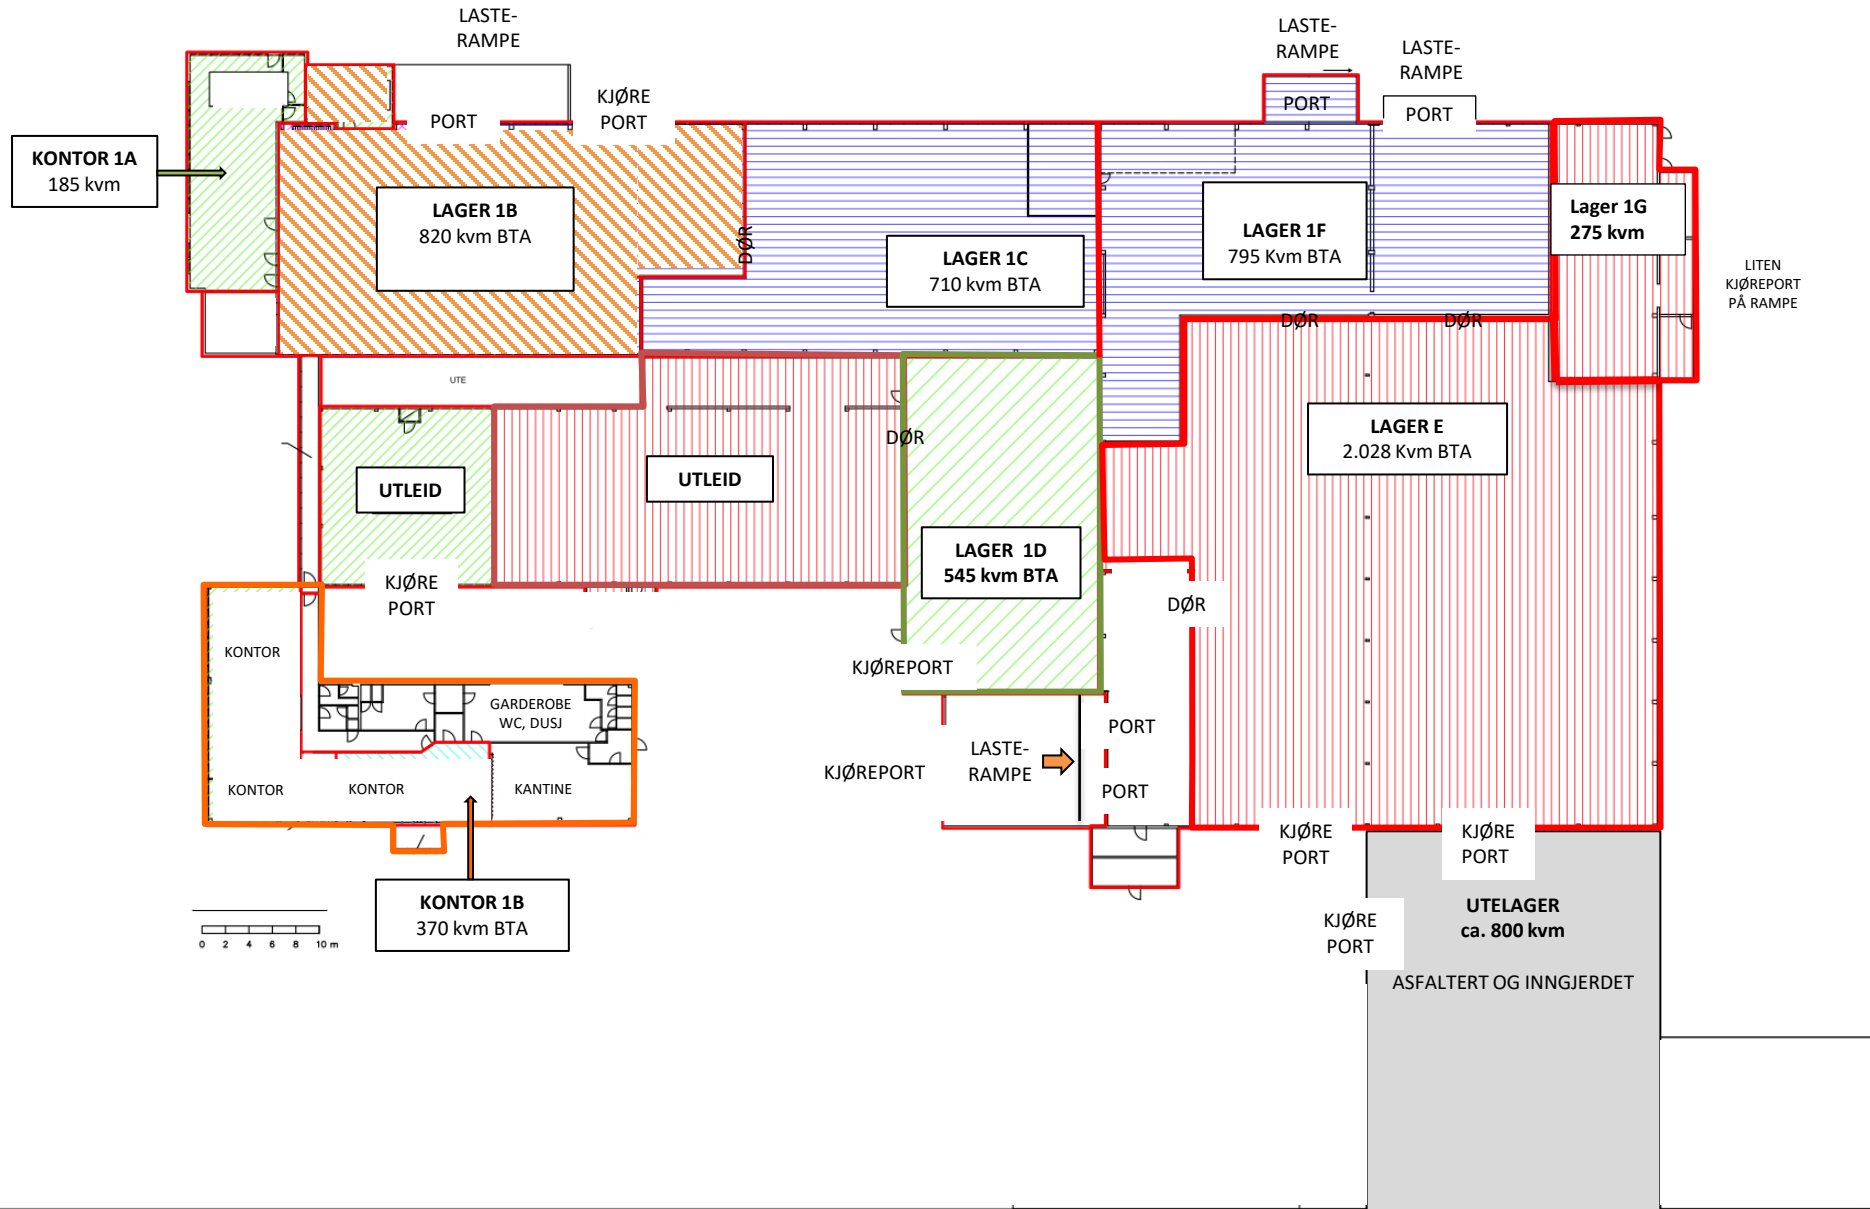 LASTE-
RAMPE
LASTE-
RAMPE
LASTE-
RAMPE
KJØRE
PORT
PORT
PORT
PORT
KONTOR 1A
185 kvm
LAGER 1B
820 kvm BTA
DØR
LAGER 1C
710 kvm BTA
LAGER 1F
795 Kvm BTA
Lager 1G
275 kvm
LITEN
KJØREPORT
PÅ RAMPE
DØR
DØR
UTE
LAGER E
2.028 Kvm BTA
DØR
UTLEID
UTLEID
LAGER 1D
545 kvm BTA
KJØRE
PORT
DØR
KONTOR
KJØREPORT
GARDEROBE
WC, DUSJ
PORT
LASTE-
RAMPE
KJØREPORT
KONTOR
KONTOR
KANTINE
PORT
KJØRE
PORT
KJØRE
PORT
KONTOR 1B
370 kvm BTA
UTELAGER
ca. 800 kvm
KJØRE
PORT
0 2 4 6 8 10 m
ASFALTERT OG INNGJERDET